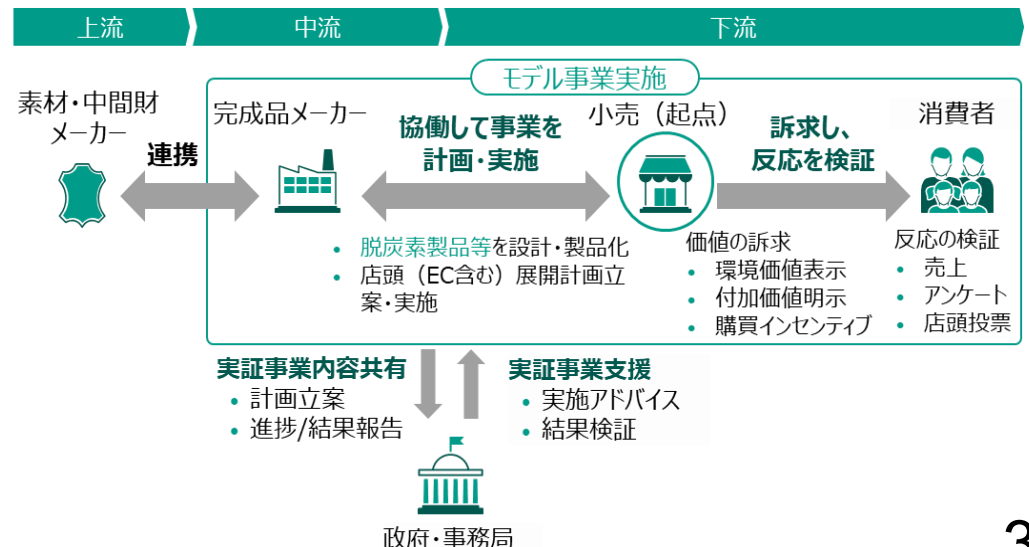 上流
中流
下流
モデル事業実施
素材・中間財
メーカー
連携
完成品メーカー
協働して事業を
計画・実施
小売（起点）
訴求し、
反応を検証
消費者
• 脱炭素製品等を設計・製品化
• 店頭（EC含む）展開計画立
案・実施
価値の訴求
• 環境価値表示
• 付加価値明示
• 購買インセンティブ
反応の検証
• 売上
• アンケート
• 店頭投票
実証事業内容共有
• 計画立案
• 進捗/結果報告
実証事業支援
• 実施アドバイス
• 結果検証
政府・事務局
3